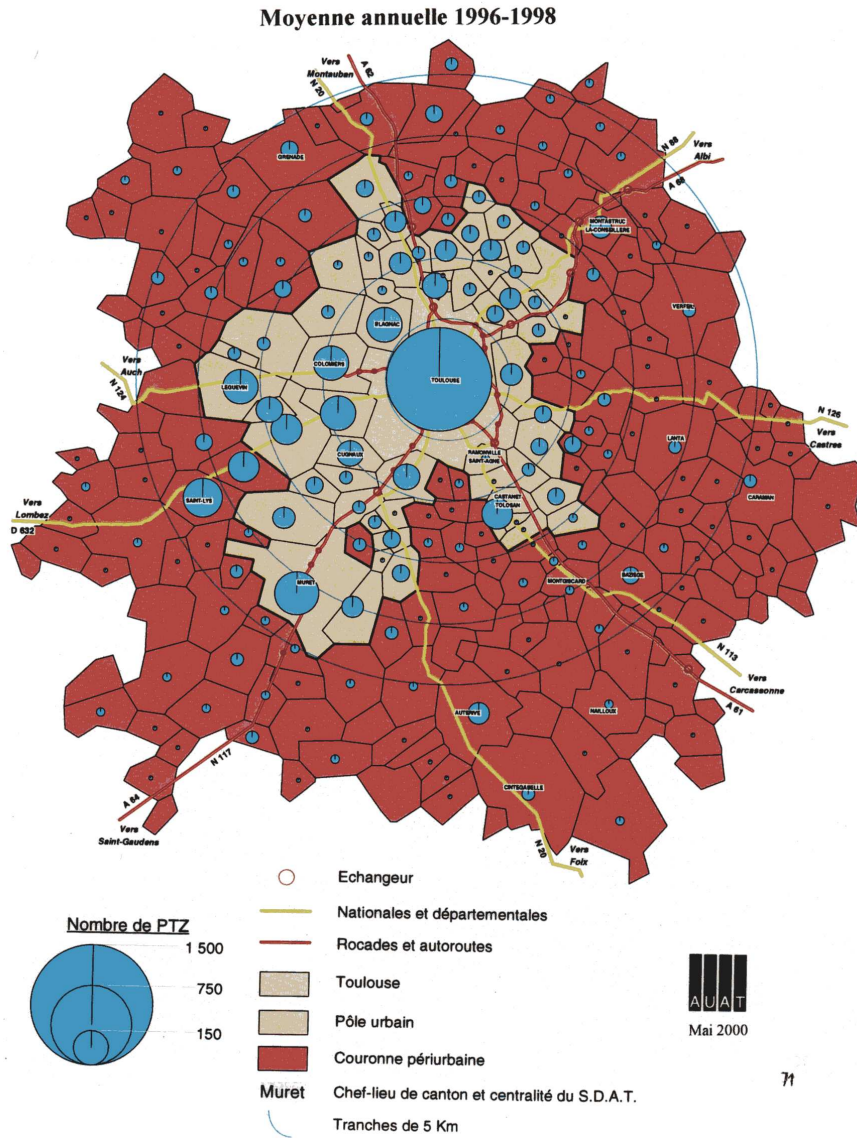 Moyenne annuelle 1996-1998
Vers
Montauban
N 20
A 62
GRENADE
N 88
Vers
Albi
A 68
MONTASTRUC
LA-CONSEILLERE
VERFEIL
BLAGNAC
COLOMIERS
TOULOUSE
Vers
Auch
N 124
LEGUEVIN
N 126
Vers
Castres
CUGNAUX
RAMONVILLE
SAINT-AGNE
LANTA
CARAMAN
SAINT-LYS
CASTANET
TOLOSAN
Vers
Lombez
D 632
MURET
MONTGISCARD
N 113
Vers
Carcassonne
A 61
AUTERIVE
NAILLOUX
N 117
A 64
Vers
Saint-Gaudens
CINTEGABELLE
N 20
Vers
Foix
Echangeur
Nationales et départementales
Rocades et autoroutes
Toulouse
Pôle urbain
Couronne périurbaine
Muret
Chef-lieu de canton et centralité du S.D.A.T.
Tranches de 5 Km
Nombre de PTZ
1 500
750
150
AUAT
Mai 2000
71